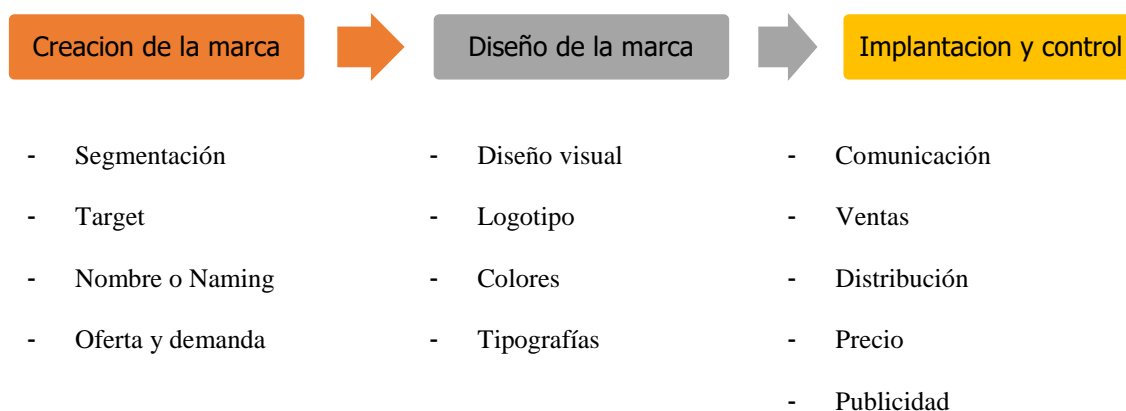 Creacion de la marca
Diseño de la marca
Implantacion y control
- Segmentación
- Target
- Nombre o Naming
- Oferta y demanda
- Diseño visual
- Logotipo
- Colores
- Tipografías
- Comunicación
- Ventas
- Distribución
- Precio
- Publicidad